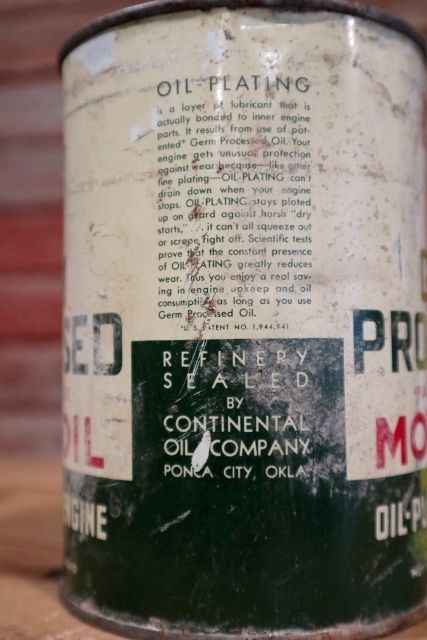 OIL-PLATING
is a layer of lubricant that is
actually bonded to inner engine
parts. It results from use of pat-
ented* Germ Processed Oil. Your
engine gets unusual protection
against wear because—like other
fine plating—OIL-PLATING can't
drain down when your engine
stops. OIL-PLATING stays plated
up on guard against harsh "dry
starts," . . . it can't all squeeze out
or scrape right off. Scientific tests
prove that the constant presence
of OIL-PLATING greatly reduces
wear. Thus you enjoy a real sav-
ing in engine upkeep and oil
consumption as long as you use
Germ Processed Oil.
*U. S. PATENT NO. 1,944,941
REFINERY
SEALED
BY
CONTINENTAL
OIL COMPANY
PONCA CITY, OKLA.
SED
OIL
NGINE
PRO
MO
OIL-P